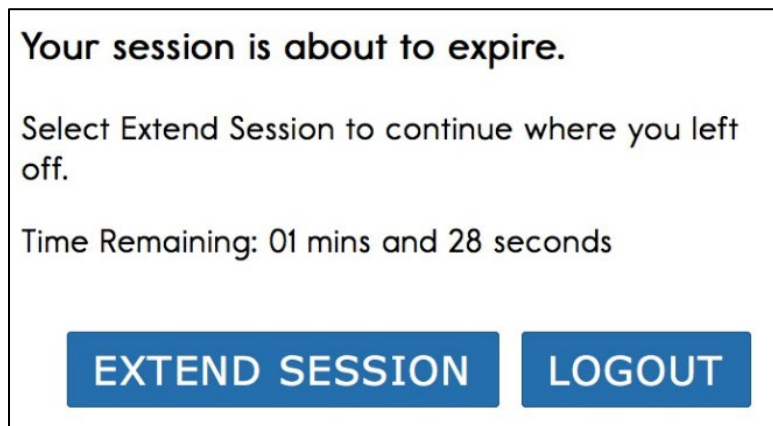 Your session is about to expire.
Select Extend Session to continue where you left
off.
Time Remaining: 01 mins and 28 seconds
EXTEND SESSION
LOGOUT